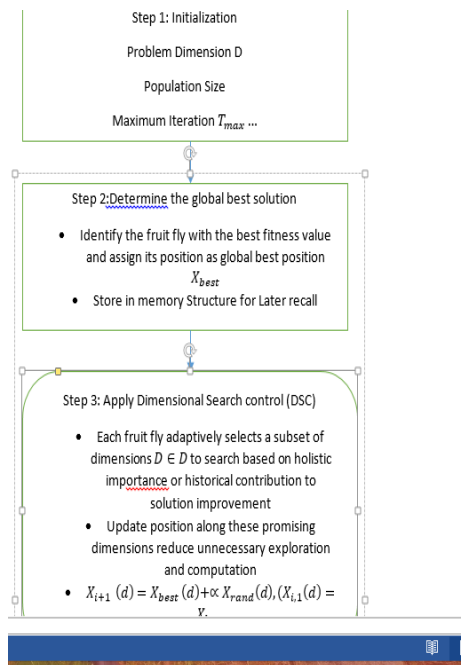 Step 1: Initialization
Problem Dimension D
Population Size
Maximum Iteration T_max ...
Step 2:Determine the global best solution
• Identify the fruit fly with the best fitness value
and assign its position as global best position
X_best
• Store in memory Structure for Later recall
Step 3: Apply Dimensional Search control (DSC)
• Each fruit fly adaptively selects a subset of
dimensions D ∈ D to search based on holistic
importance or historical contribution to
solution improvement
• Update position along these promising
dimensions reduce unnecessary exploration
and computation
• X_{i+1} (d) = X_best (d)+∝ X_rand(d), (X_{i,1}(d) =